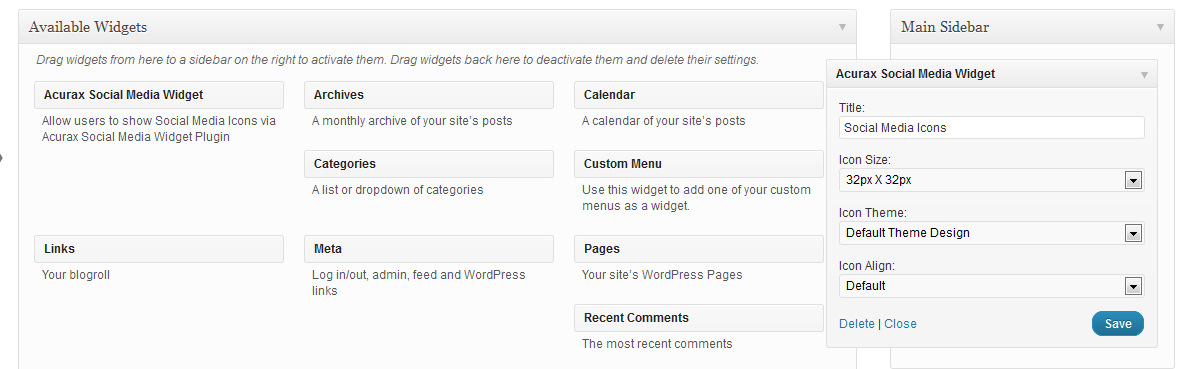 Available Widgets
Drag widgets from here to a sidebar on the right to activate them. Drag widgets back here to deactivate them and delete their settings.
Acurax Social Media Widget
Allow users to show Social Media Icons via
Acurax Social Media Widget Plugin
Archives
A monthly archive of your site's posts
Calendar
A calendar of your site's posts
Categories
A list or dropdown of categories
Custom Menu
Use this widget to add one of your custom
menus as a widget.
Links
Your blogroll
Meta
Log in/out, admin, feed and WordPress
links
Pages
Your site's WordPress Pages
Recent Comments
The most recent comments
Main Sidebar
Acurax Social Media Widget
Title:
Social Media Icons
Icon Size:
32px X 32px
Icon Theme:
Default Theme Design
Icon Align:
Default
Delete | Close
Save